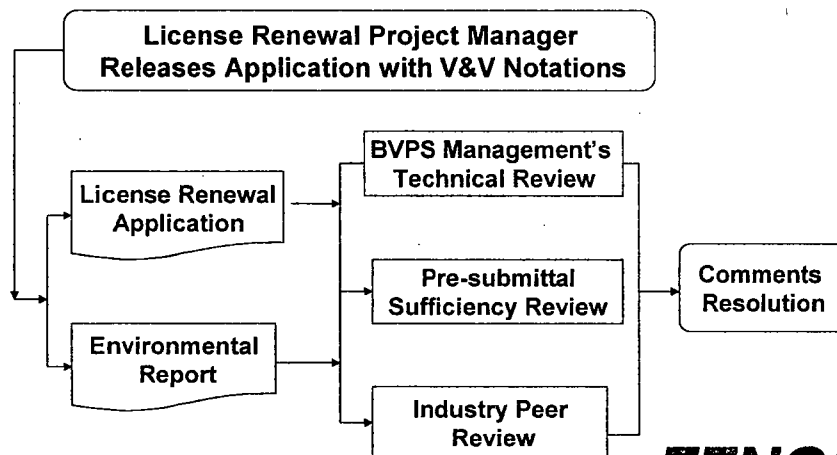 License Renewal Project Manager
Releases Application with V&V Notations
BVPS Management's
Technical Review
License Renewal
Application
Pre-submittal
Sufficiency Review
Comments
Resolution
Environmental
Report
Industry Peer
Review